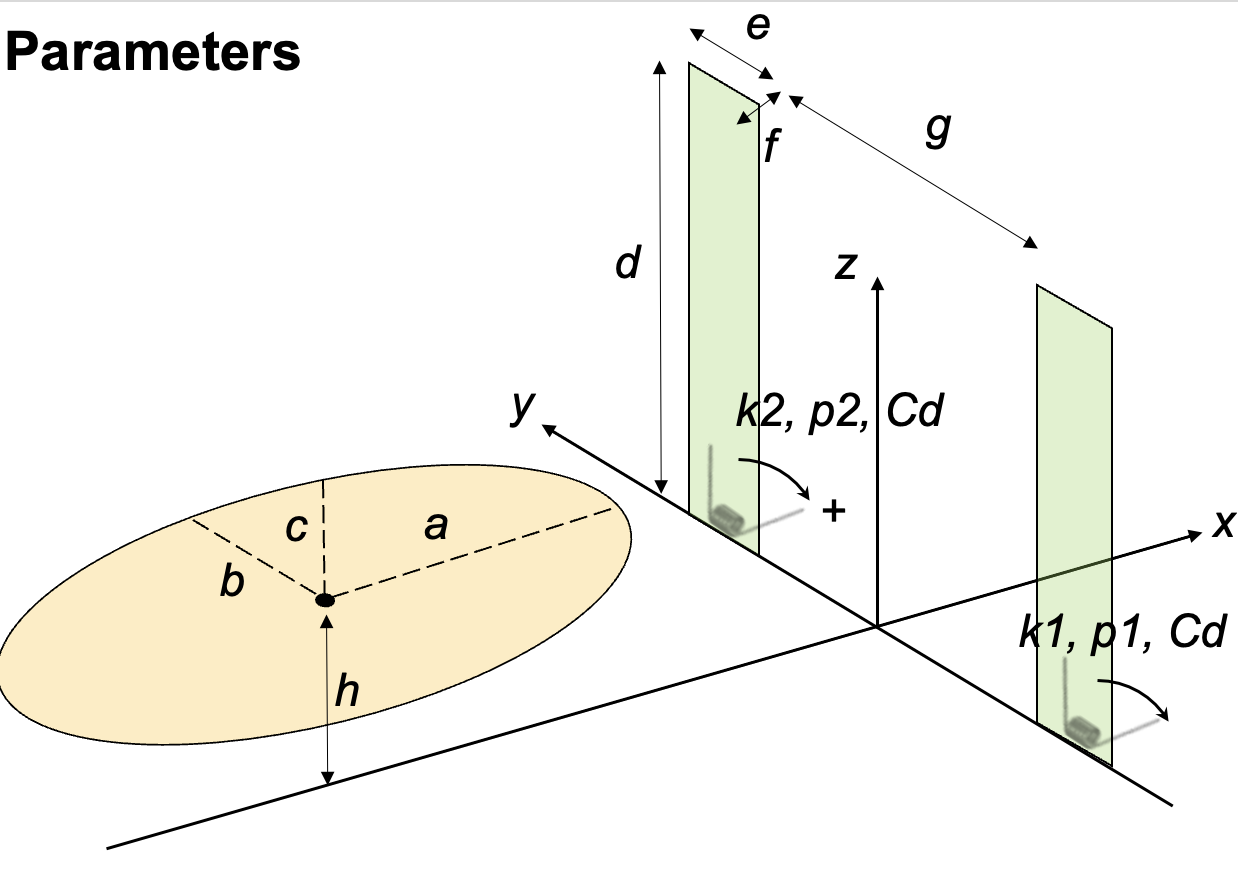 Parameters
e
f
g
d
z
k2, p2, Cd
y
+
x
c
a
b
k1, p1, Cd
h